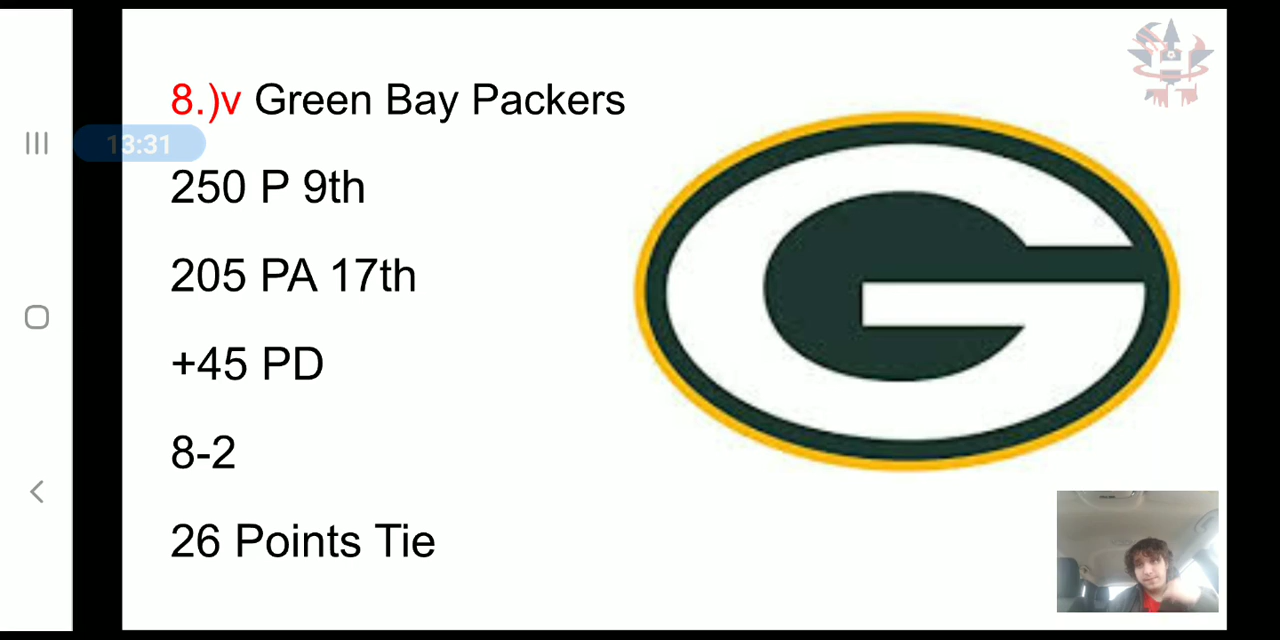 8.)v Green Bay Packers
13:31
250 P 9th
205 PA 17th
+45 PD
8-2
26 Points Tie
G